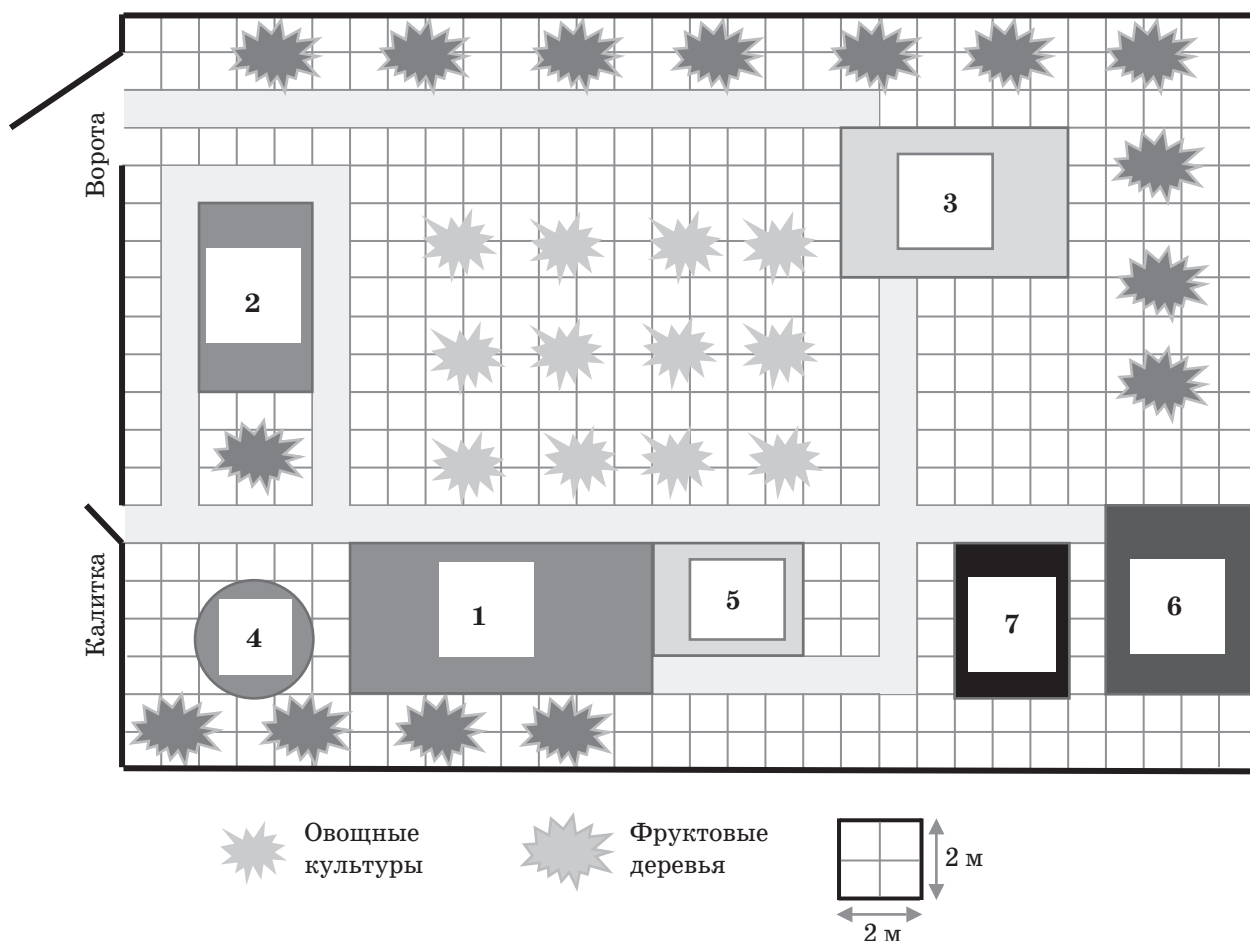 Ворота
3
2
Калитка
1
5
4
7
6
Овощные
культуры
Фруктовые
деревья
2 м
2 м